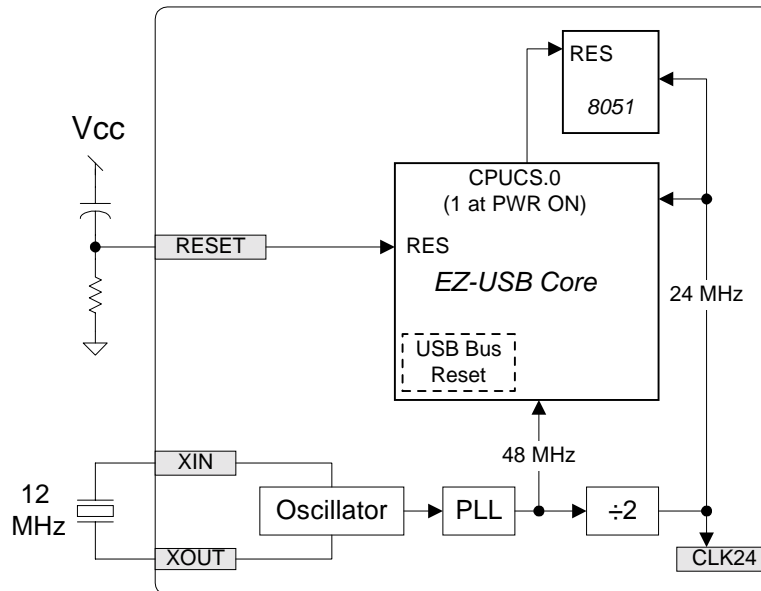 RES
8051
Vcc
CPUCS.0
(1 at PWR ON)
RESET
RES
EZ-USB Core
24 MHz
USB Bus
Reset
XIN
48 MHz
12
MHz
Oscillator
PLL
÷2
XOUT
CLK24